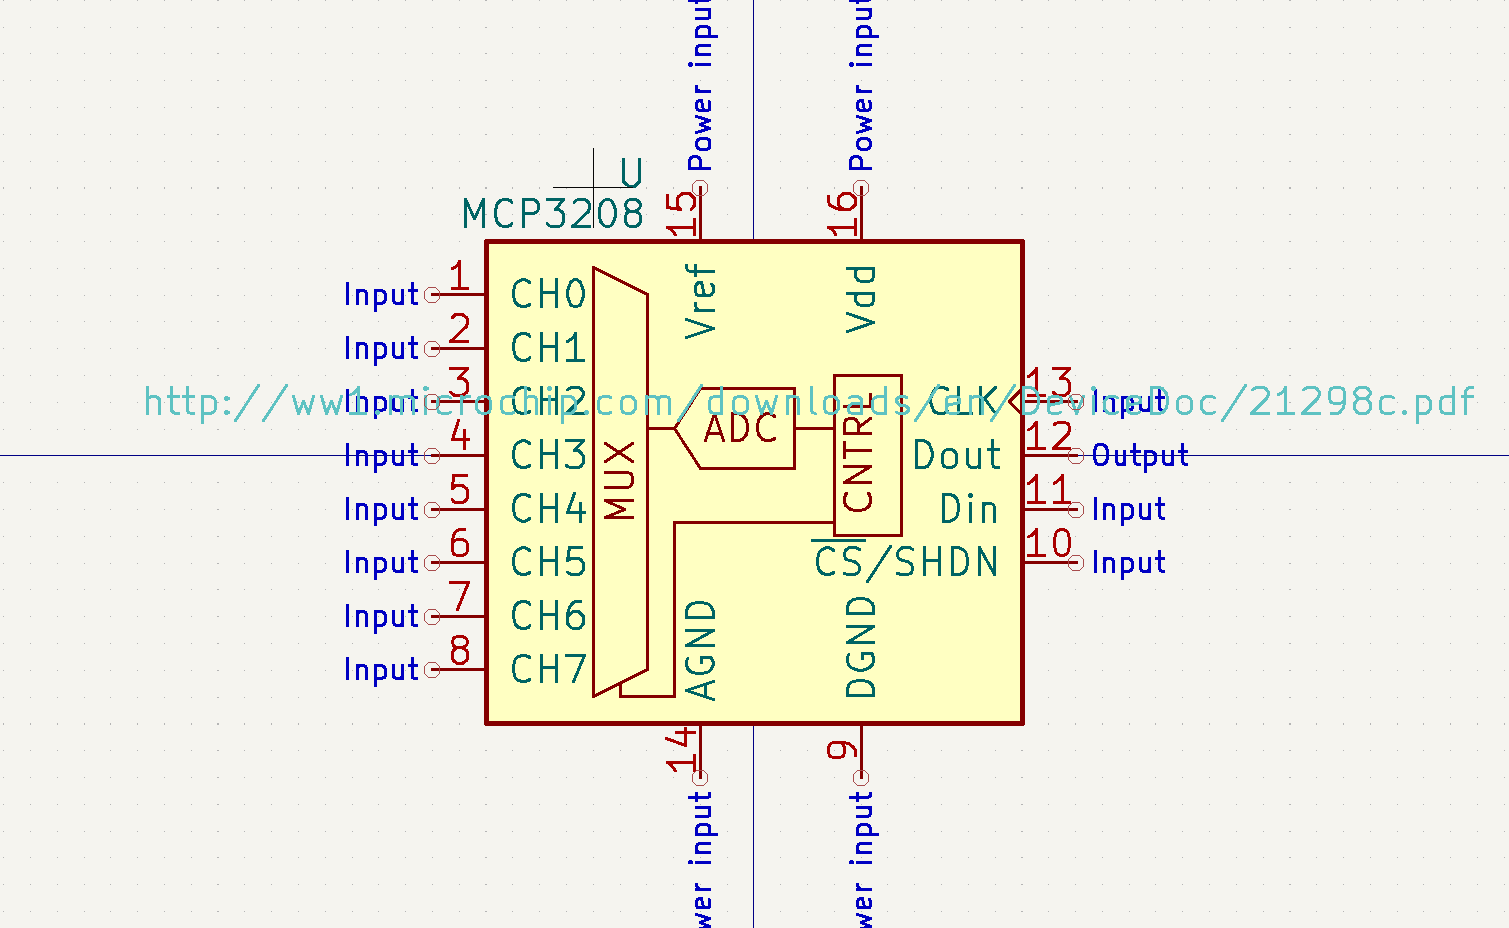 Power input
Power input
U
MCP3208
15
16
Input 1 CH0
Vref
Vdd
Input 2 CH1
Input 3 CH2
http://ww1.microchip.com/downloads/en/DeviceDoc/21298c.pdf
CLK 13 Input
ADC
CNTRL
MUX
Input 4 CH3
Dout 12 Output
Input 5 CH4
Din 11 Input
Input 6 CH5
CS/SHDN 10 Input
Input 7 CH6
AGND
DGND
Input 8 CH7
14
9
wer input
wer input